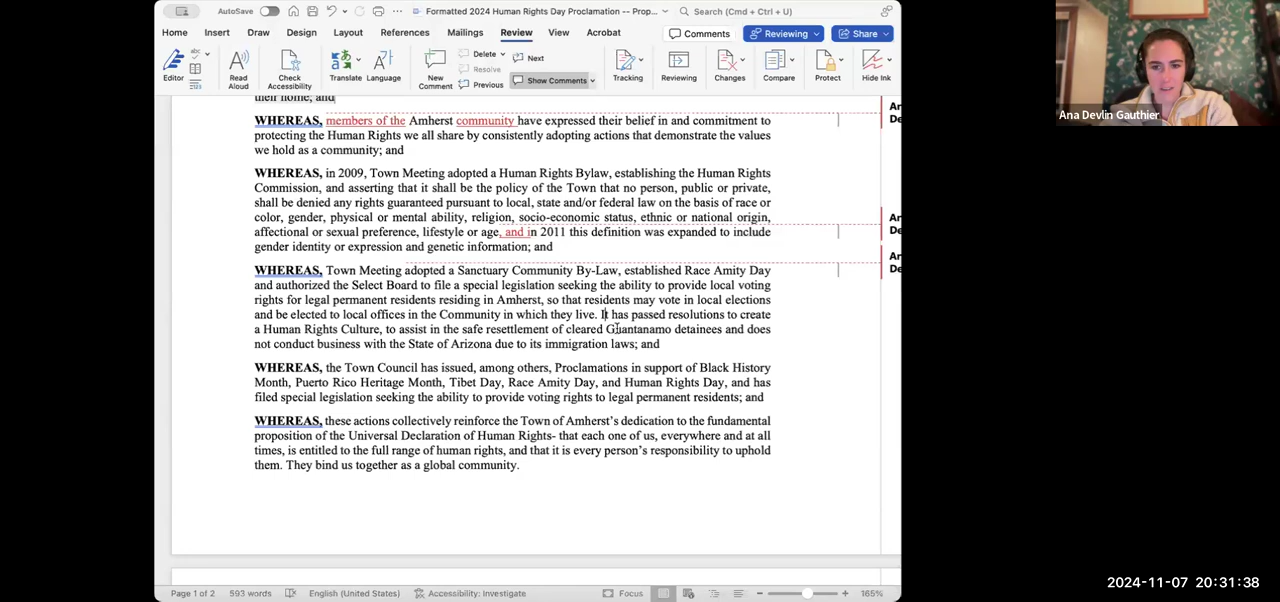 AutoSave
Formatted 2024 Human Rights Day Proclamation -- Prop...
Search (Cmd + Ctrl + U)
Home Insert Draw Design Layout References Mailings Review View Acrobat
Comments Reviewing Share
Editor
Read Aloud
Check Accessibility
Translate
Language
New Comment
Delete
Resolve
Previous
Next
Show Comments
Tracking
Reviewing
Changes
Compare
Protect
Hide Ink
their home; and
WHEREAS, members of the Amherst community have expressed their belief in and commitment to
protecting the Human Rights we all share by consistently adopting actions that demonstrate the values
we hold as a community; and
WHEREAS, in 2009, Town Meeting adopted a Human Rights Bylaw, establishing the Human Rights
Commission, and asserting that it shall be the policy of the Town that no person, public or private,
shall be denied any rights guaranteed pursuant to local, state and/or federal law on the basis of race or
color, gender, physical or mental ability, religion, socio-economic status, ethnic or national origin,
affectional or sexual preference, lifestyle or age, and in 2011 this definition was expanded to include
gender identity or expression and genetic information; and
WHEREAS, Town Meeting adopted a Sanctuary Community By-Law, established Race Amity Day
and authorized the Select Board to file a special legislation seeking the ability to provide local voting
rights for legal permanent residents residing in Amherst, so that residents may vote in local elections
and be elected to local offices in the Community in which they live. It has passed resolutions to create
a Human Rights Culture, to assist in the safe resettlement of cleared Guantanamo detainees and does
not conduct business with the State of Arizona due to its immigration laws; and
WHEREAS, the Town Council has issued, among others, Proclamations in support of Black History
Month, Puerto Rico Heritage Month, Tibet Day, Race Amity Day, and Human Rights Day, and has
filed special legislation seeking the ability to provide voting rights to legal permanent residents; and
WHEREAS, these actions collectively reinforce the Town of Amherst's dedication to the fundamental
proposition of the Universal Declaration of Human Rights- that each one of us, everywhere and at all
times, is entitled to the full range of human rights, and that it is every person's responsibility to uphold
them. They bind us together as a global community.
Ar
De
Ar
De
Ar
De
Page 1 of 2 593 words English (United States) Accessibility: Investigate Focus 165%
Ana Devlin Gauthier
2024-11-07 20:31:38